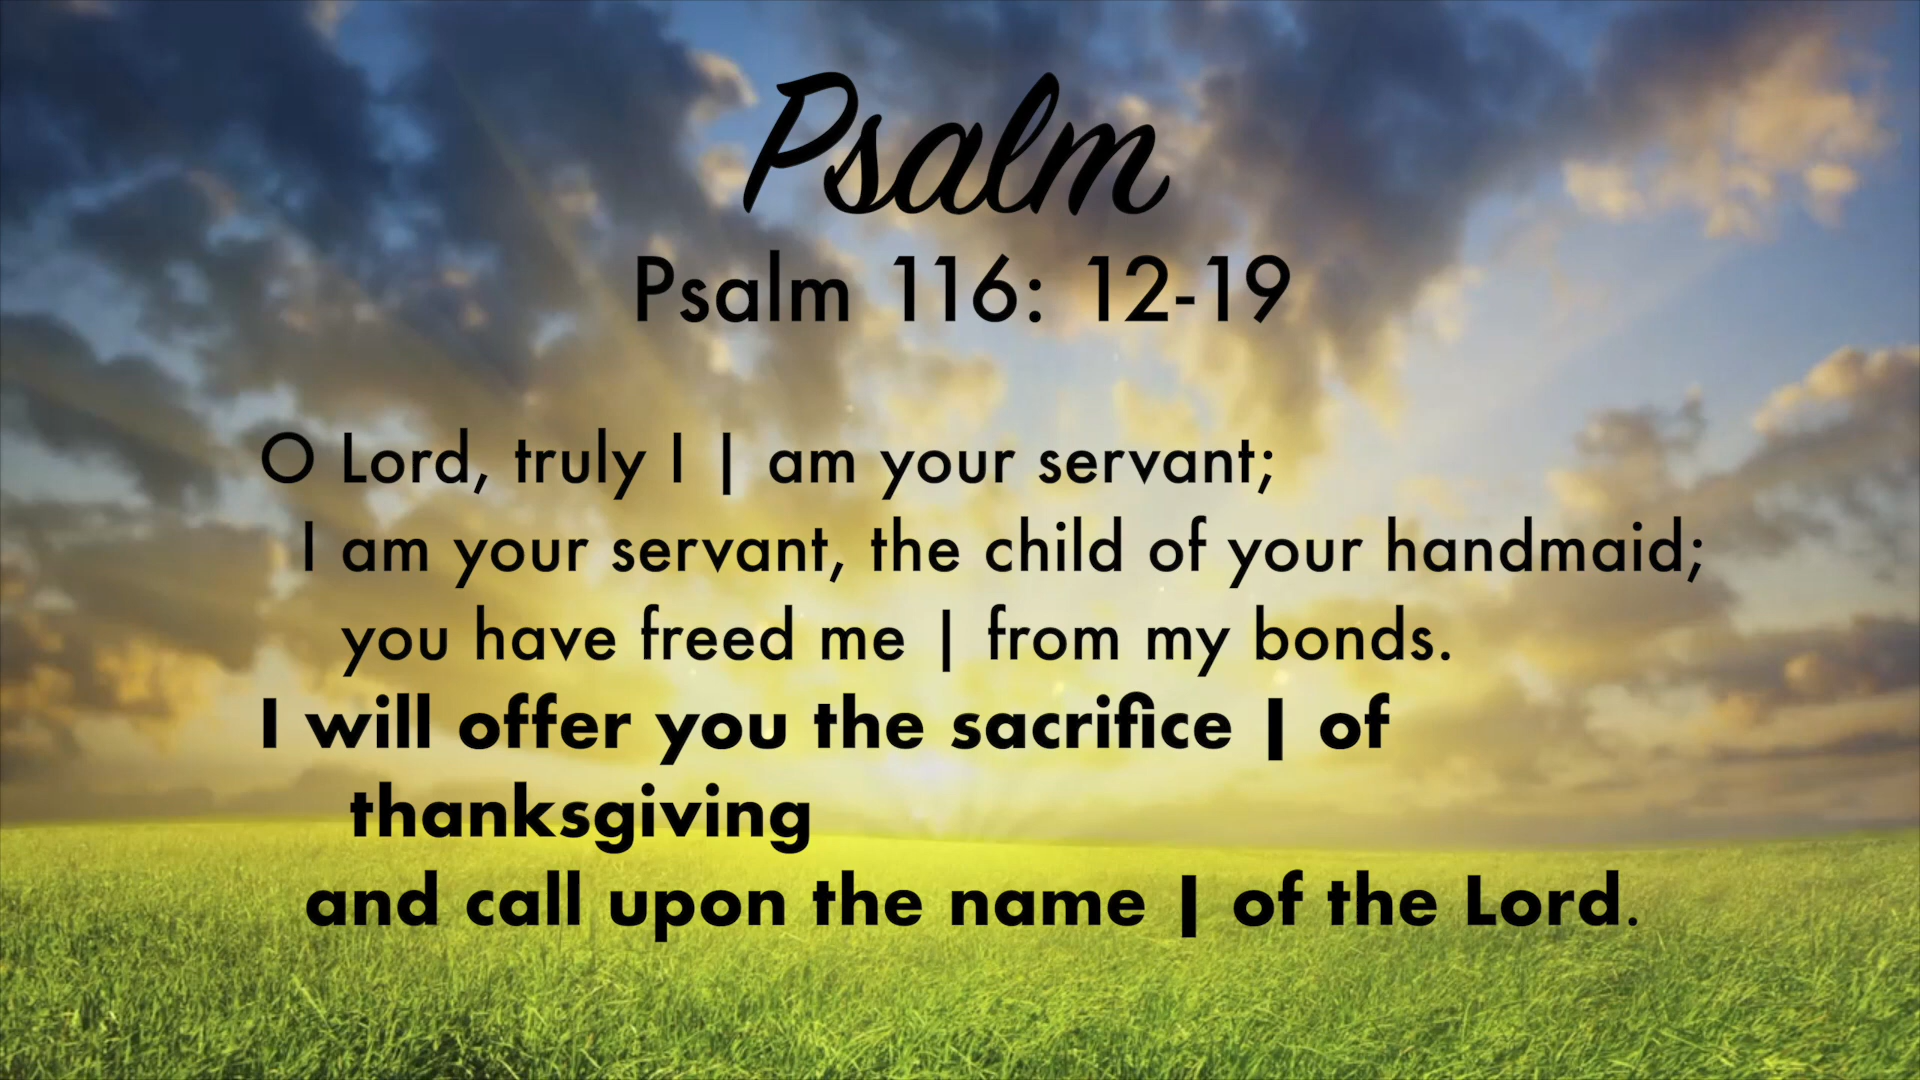 Psalm
Psalm 116: 12-19
O Lord, truly I | am your servant;
I am your servant, the child of your handmaid;
you have freed me | from my bonds.
I will offer you the sacrifice | of
thanksgiving
and call upon the name | of the Lord.